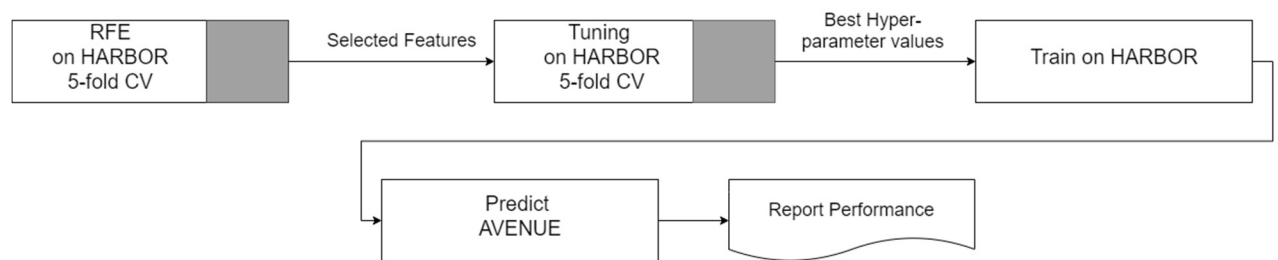 RFE
on HARBOR
5-fold CV
Selected Features
Tuning
on HARBOR
5-fold CV
Best Hyper-
parameter values
Train on HARBOR
Predict
AVENUE
Report Performance